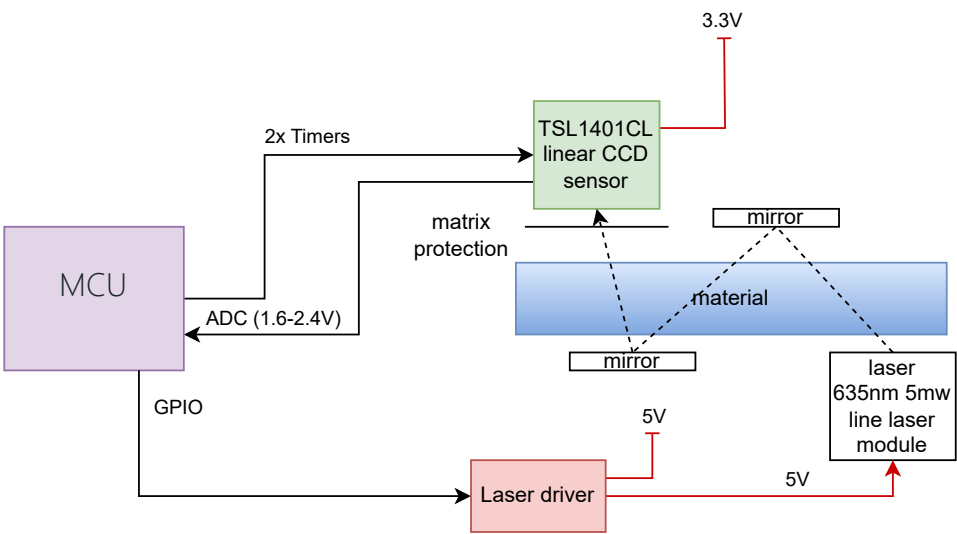 3.3V
TSL1401CL
linear CCD
sensor
2x Timers
matrix
protection
mirror
MCU
material
ADC (1.6-2.4V)
mirror
laser
635nm 5mw
line laser
module
GPIO
5V
5V
Laser driver